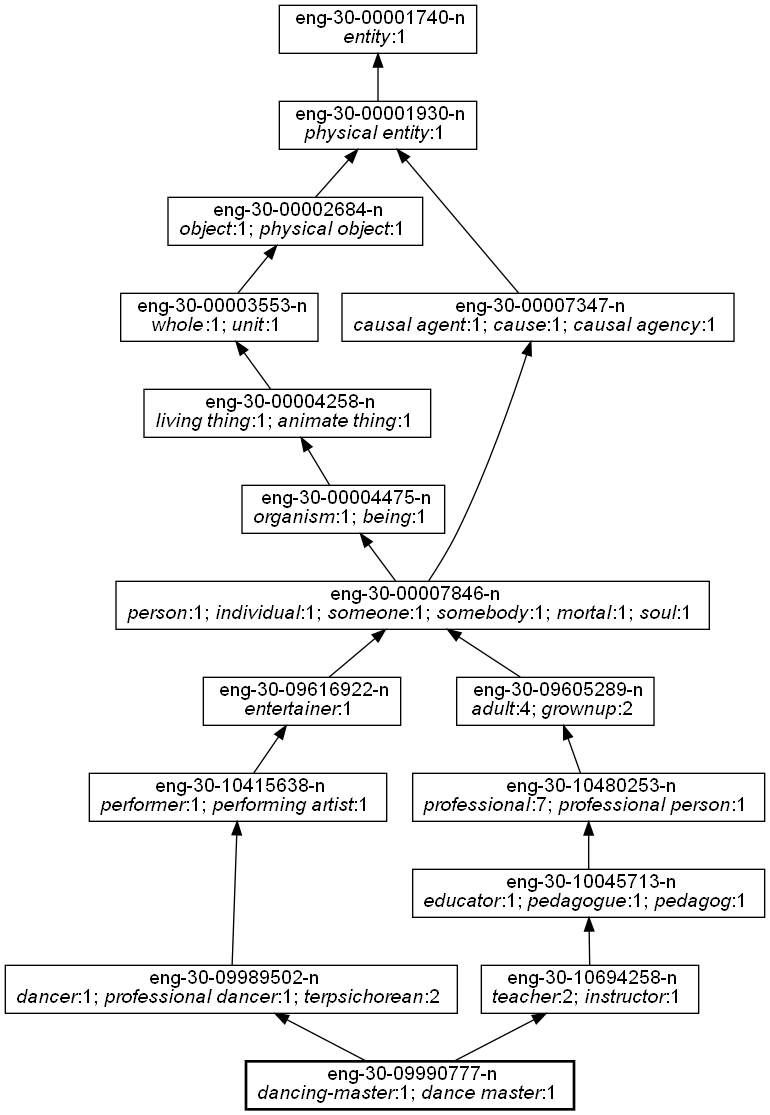 eng-30-00001740-n
entity:1
eng-30-00001930-n
physical entity:1
eng-30-00002684-n
object:1; physical object:1
eng-30-00003553-n
whole:1; unit:1
eng-30-00007347-n
causal agent:1; cause:1; causal agency:1
eng-30-00004258-n
living thing:1; animate thing:1
eng-30-00004475-n
organism:1; being:1
eng-30-00007846-n
person:1; individual:1; someone:1; somebody:1; mortal:1; soul:1
eng-30-09616922-n
entertainer:1
eng-30-09605289-n
adult:4; grownup:2
eng-30-10415638-n
performer:1; performing artist:1
eng-30-10480253-n
professional:7; professional person:1
eng-30-10045713-n
educator:1; pedagogue:1; pedagog:1
eng-30-09989502-n
dancer:1; professional dancer:1; terpsichorean:2
eng-30-10694258-n
teacher:2; instructor:1
eng-30-09990777-n
dancing-master:1; dance master:1